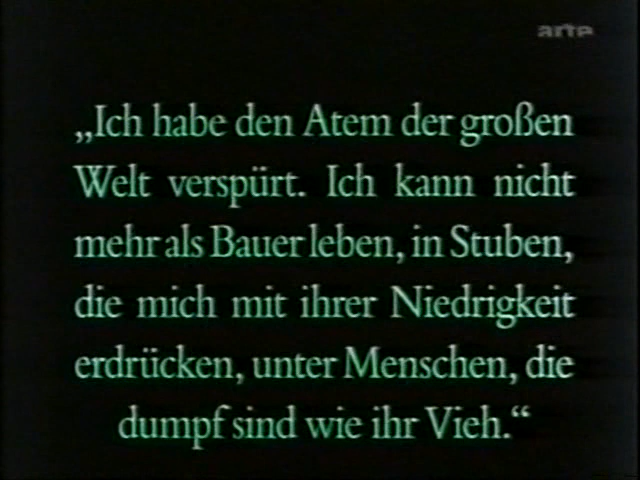 arte
„Ich habe den Atem der großen
Welt verspürt. Ich kann nicht
mehr als Bauer leben, in Stuben,
die mich mit ihrer Niedrigkeit
erdrücken, unter Menschen, die
dumpf sind wie ihr Vieh.“